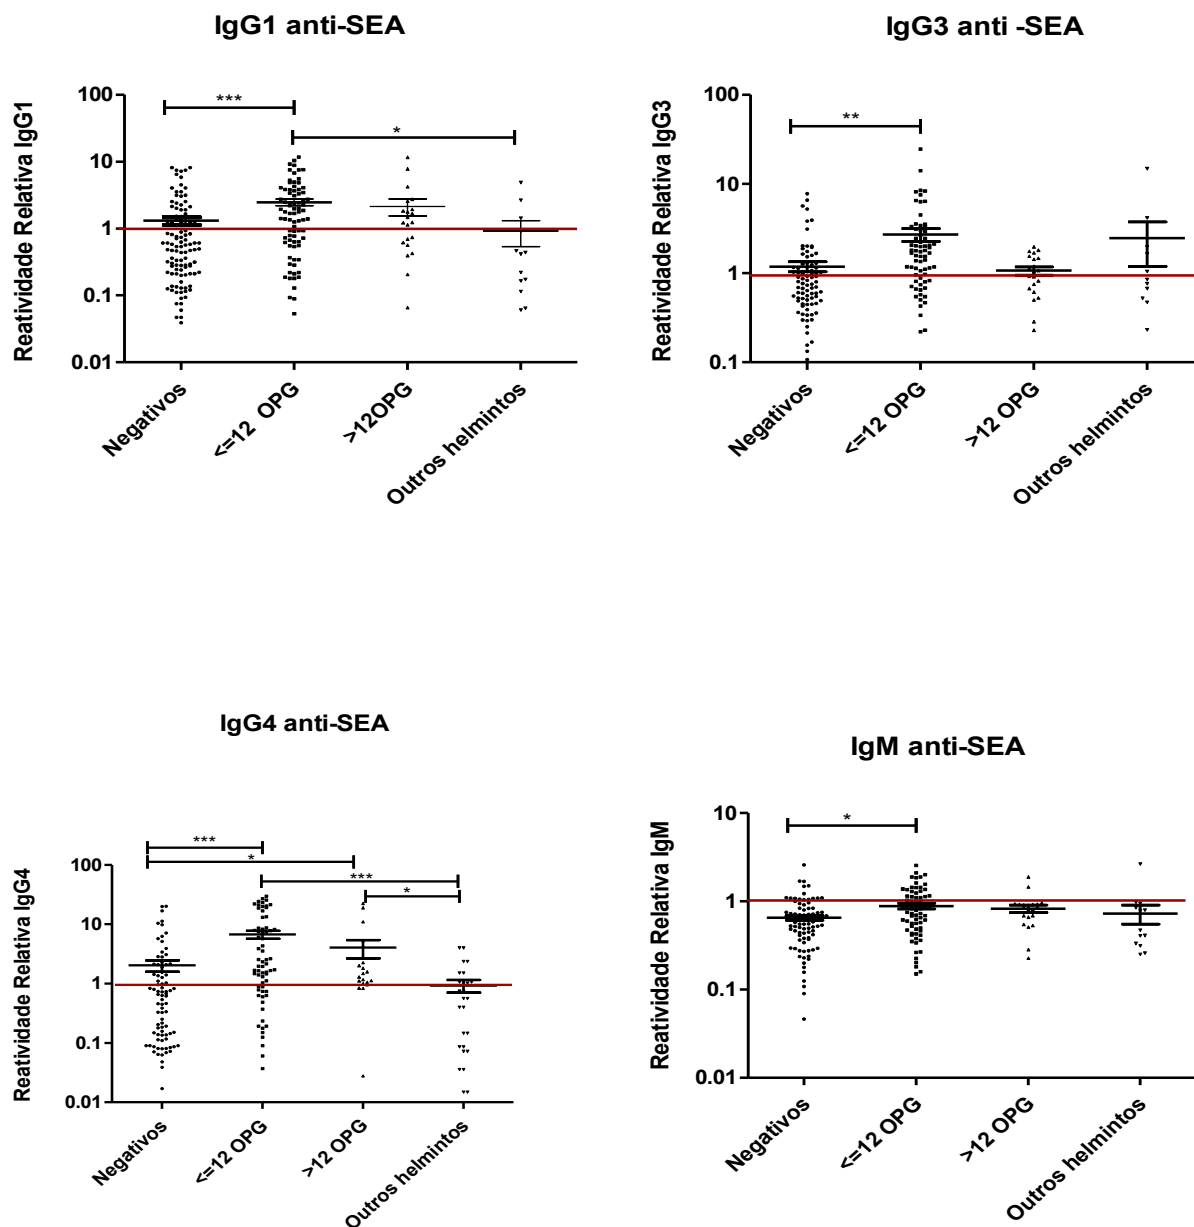 IgG1 anti-SEA
Reatividade Relativa IgG1
100
10
1
0.1
0.01
***
*
Negativos
<=12 OPG
>12OPG
Outros helmintos
IgG3 anti -SEA
Reatividade Relativa IgG3
100
10
1
0.1
**
Negativos
<=12 OPG
>12 OPG
Outros helmintos
IgG4 anti-SEA
Reatividade Relativa IgG4
100
10
1
0.1
0.01
***
*
***
*
Negativos
<=12 OPG
>12 OPG
Outros helmintos
IgM anti-SEA
Reatividade Relativa IgM
10
1
0.1
0.01
*
Negativos
<=12 OPG
>12 OPG
Outros helmintos